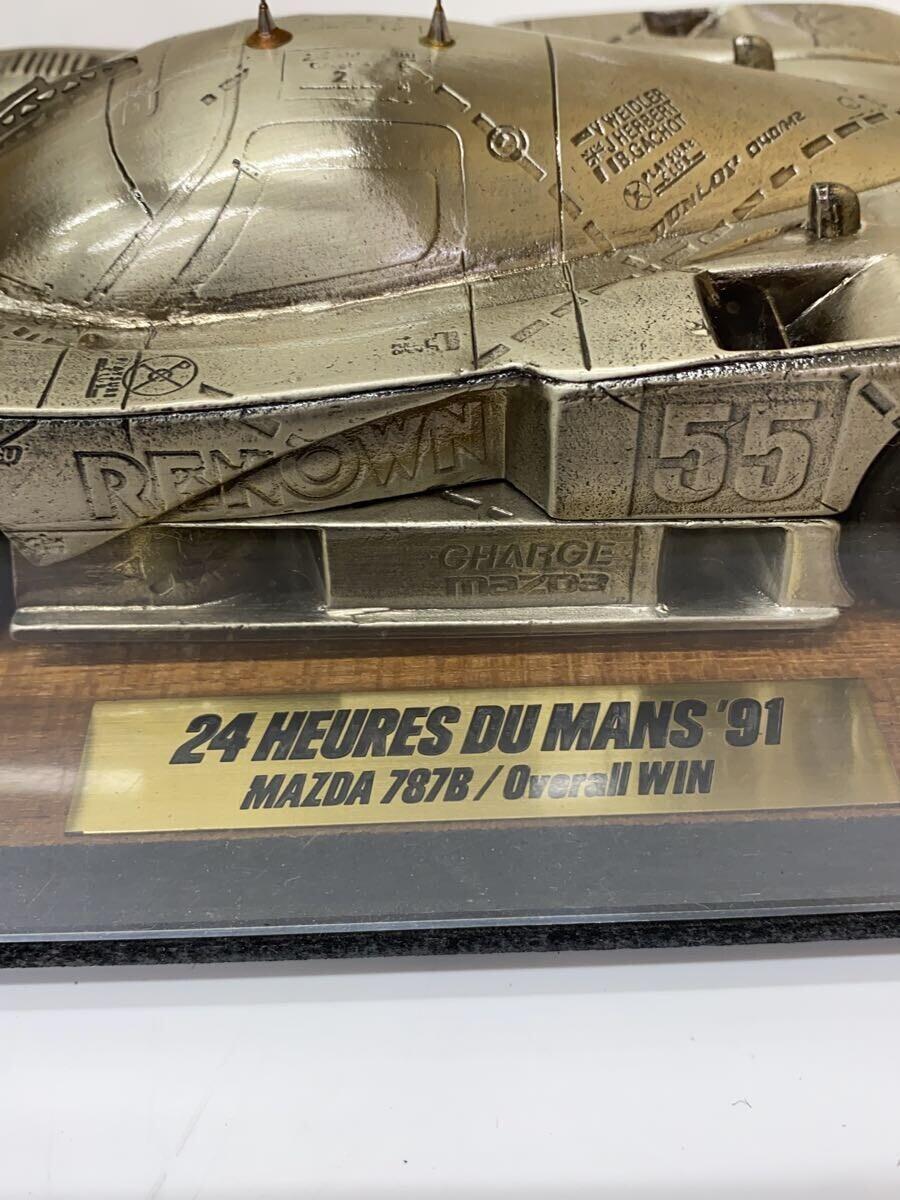 V WEIDLER
J HERBERT
B.GACHOT
DUNLOP
RENOWN
55
CHARGE
mazda
24 HEURES DU MANS '91
MAZDA 787B / Overall WIN